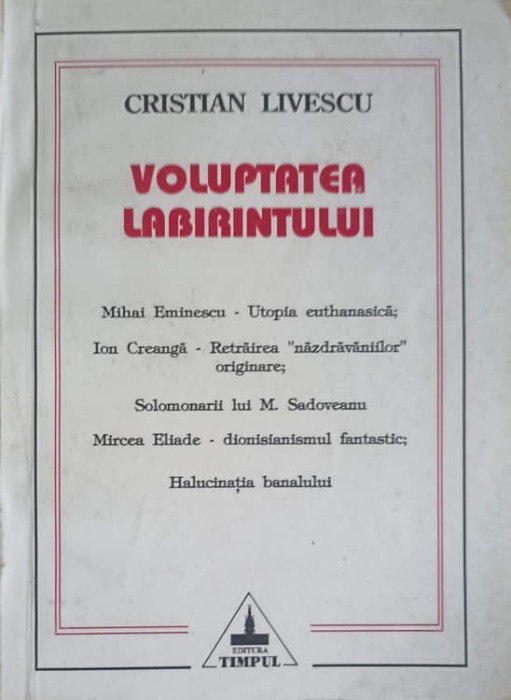 CRISTIAN LIVESCU
VOLUPTATEA
LABIRINTULUI
Mihai Eminescu - Utopia euthanasică;
Ion Creangă - Retrăirea "năzdrăvăniilor"
originare;
Solomonarii lui M. Sadoveanu
Mircea Eliade - dionisianismul fantastic;
Halucinația banalului
EDITURA
TIMPUL